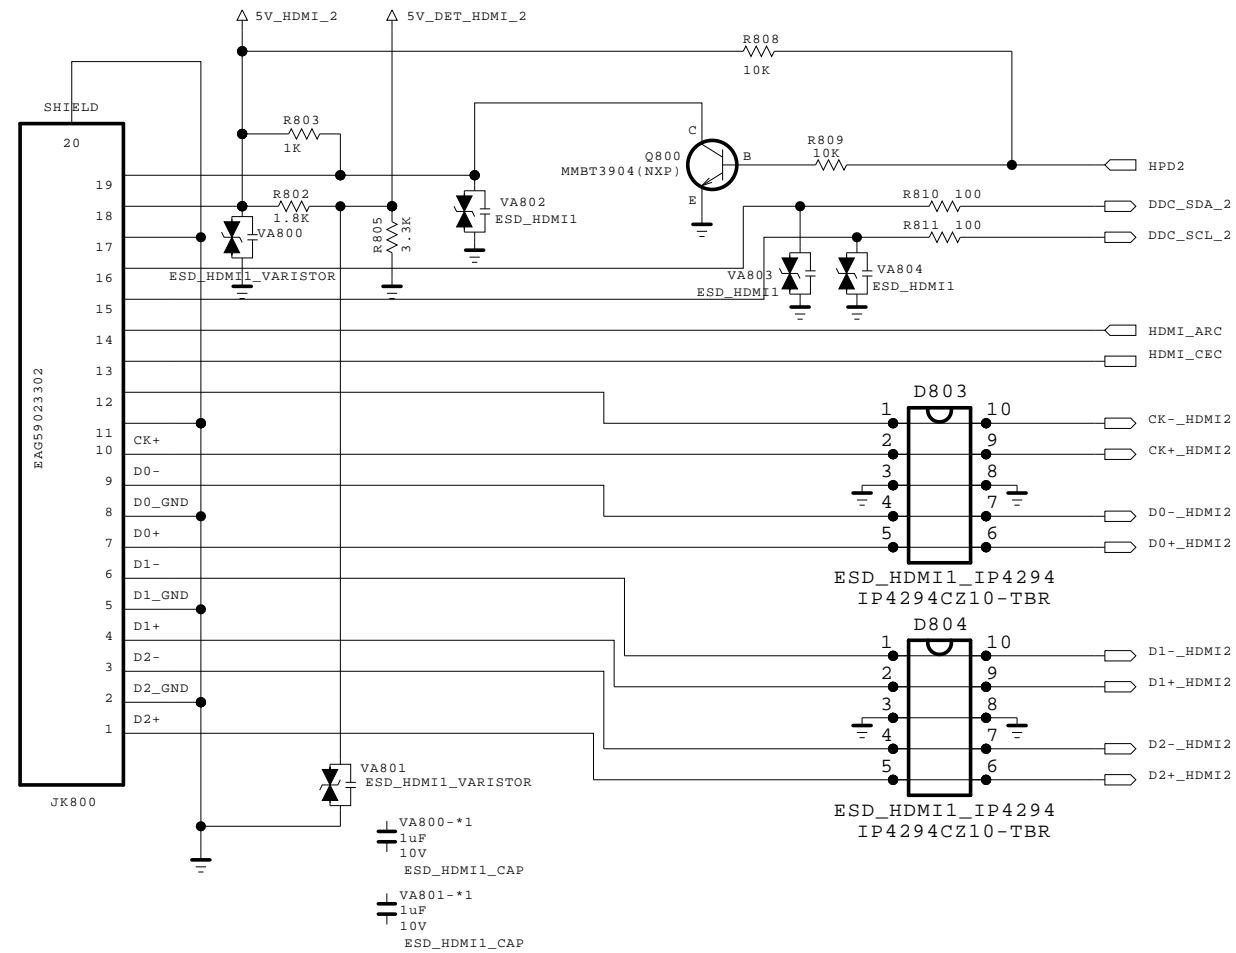 5V_HDMI_2
5V_DET_HDMI_2
R808
10K
SHIELD
20
R803
1K
C
Q800
MMBT3904(NXP)
B
E
R809
10K
HPD2
19
R802
1.8K
VA802
ESD_HDMI1
R810 100
DDC_SDA_2
18
VA800
R805
3.3K
R811 100
DDC_SCL_2
17
ESD_HDMI1_VARISTOR
VA803
ESD_HDMI1
VA804
ESD_HDMI1
16
15
14
HDMI_ARC
HDMI_CEC
13
EAG59023302
12
D803
1
10
CK-_HDMI2
11
CK+
10
2
9
CK+_HDMI2
D0-
9
3
8
D0_GND
8
4
7
D0-_HDMI2
D0+
7
5
6
D0+_HDMI2
D1-
6
ESD_HDMI1_IP4294
IP4294CZ10-TBR
D1_GND
5
D804
D1+
4
1
10
D1-_HDMI2
D2-
3
2
9
D1+_HDMI2
D2_GND
2
3
8
D2+
1
4
7
D2-_HDMI2
5
6
D2+_HDMI2
VA801
ESD_HDMI1_VARISTOR
JK800
ESD_HDMI1_IP4294
IP4294CZ10-TBR
VA800-*1
1uF
10V
ESD_HDMI1_CAP
VA801-*1
1uF
10V
ESD_HDMI1_CAP